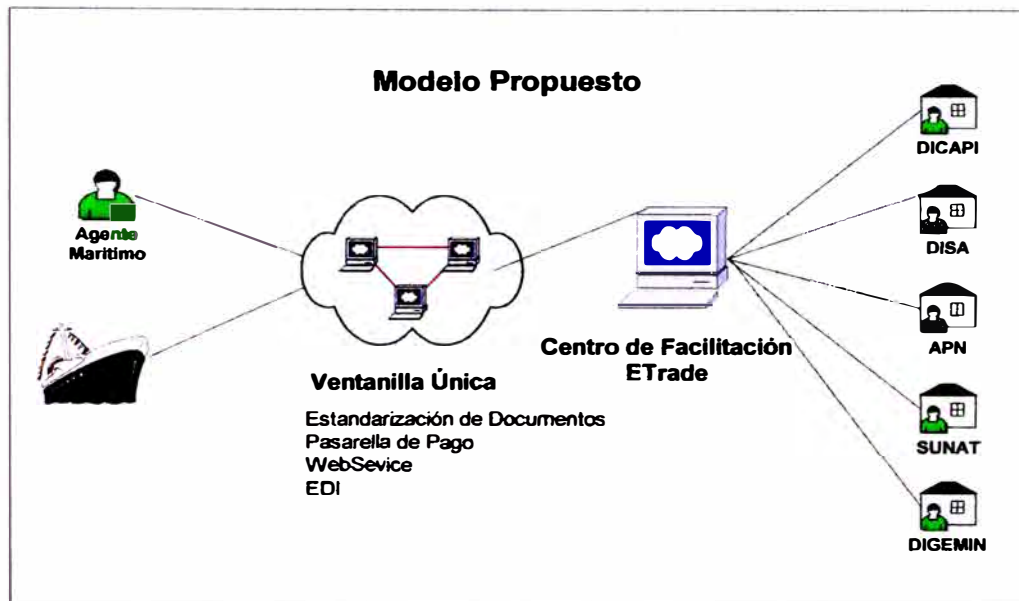 Modelo Propuesto
Agente
Maritimo
Ventanilla Única
Estandarización de Documentos
Pasarella de Pago
WebSevice
EDI
Centro de Facilitación
ETrade
DICAPI
DISA
APN
SUNAT
DIGEMIN